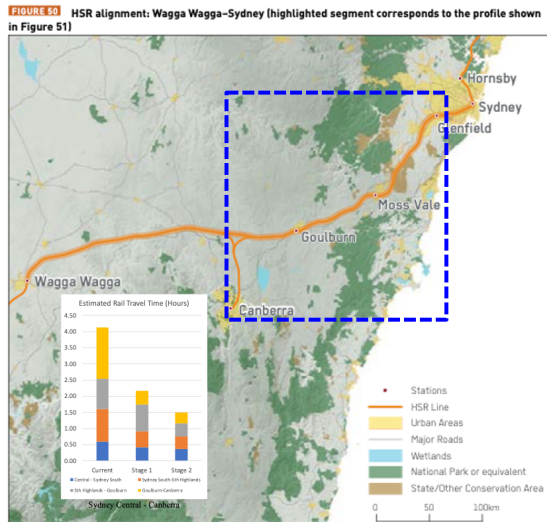 FIGURE 50 HSR alignment: Wagga Wagga–Sydney (highlighted segment corresponds to the profile shown
in Figure 51)
Hornsby
Sydney
Glenfield
Moss Vale
Goulburn
Wagga Wagga
Canberra
Estimated Rail Travel Time (Hours)
4.50
4.00
3.50
3.00
2.50
2.00
1.50
1.00
0.50
0.00
Current Stage 1 Stage 2
Central - Sydney South Sydney South-Sth Highlands
Sth Highlands - Goulburn Goulburn-Canberra
Sydney Central - Canberra
Stations
HSR Line
Urban Areas
Major Roads
Wetlands
National Park or equivalent
State/Other Conservation Area
0 50 100km